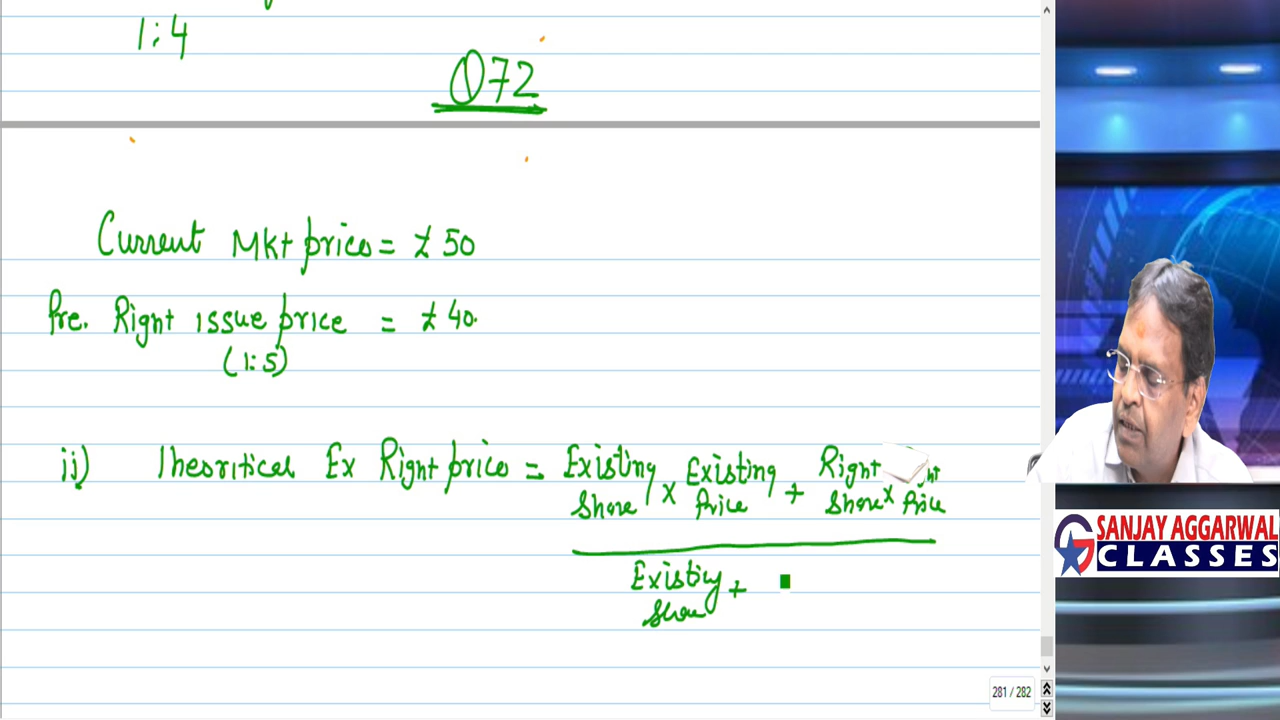 1:4
Q72
Current Mkt price = ₹ 50
Pre. Right issue price = ₹ 40.
(1:5)
ii) Theoritical Ex Right price = Existing Share × Existing Price + Right Share × Price
Existing Share +
SANJAY AGGARWAL
CLASSES
281 / 282